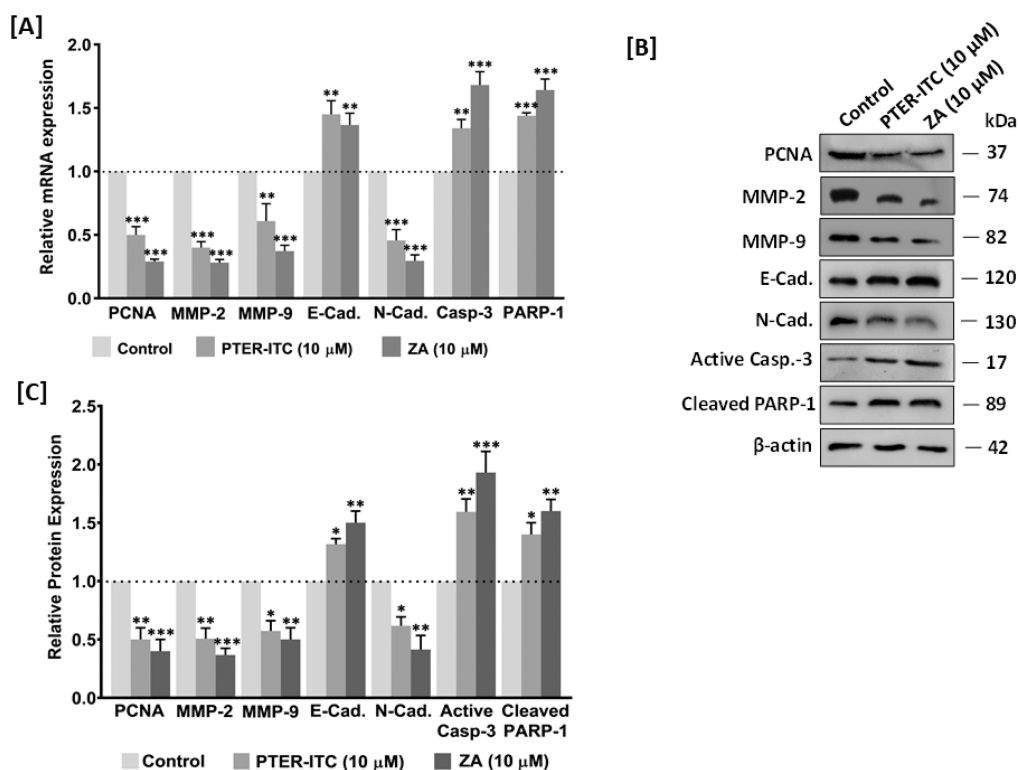 [A]
Relative mRNA expression
2.0
1.5
1.0
0.5
0.0
*** *** *** *** ** *** ** ** *** *** ** *** *** ***
PCNA MMP-2 MMP-9 E-Cad. N-Cad. Casp-3 PARP-1
Control PTER-ITC (10 μM) ZA (10 μM)
[B]
Control PTER-ITC (10 μM) ZA (10 μM) kDa
PCNA — 37
MMP-2 — 74
MMP-9 — 82
E-Cad. — 120
N-Cad. — 130
Active Casp.-3 — 17
Cleaved PARP-1 — 89
β-actin — 42
[C]
Relative Protein Expression
2.5
2.0
1.5
1.0
0.5
0.0
** *** ** *** * ** * ** * ** ** *** * **
PCNA MMP-2 MMP-9 E-Cad. N-Cad. Active Cleaved
Casp-3 PARP-1
Control PTER-ITC (10 μM) ZA (10 μM)